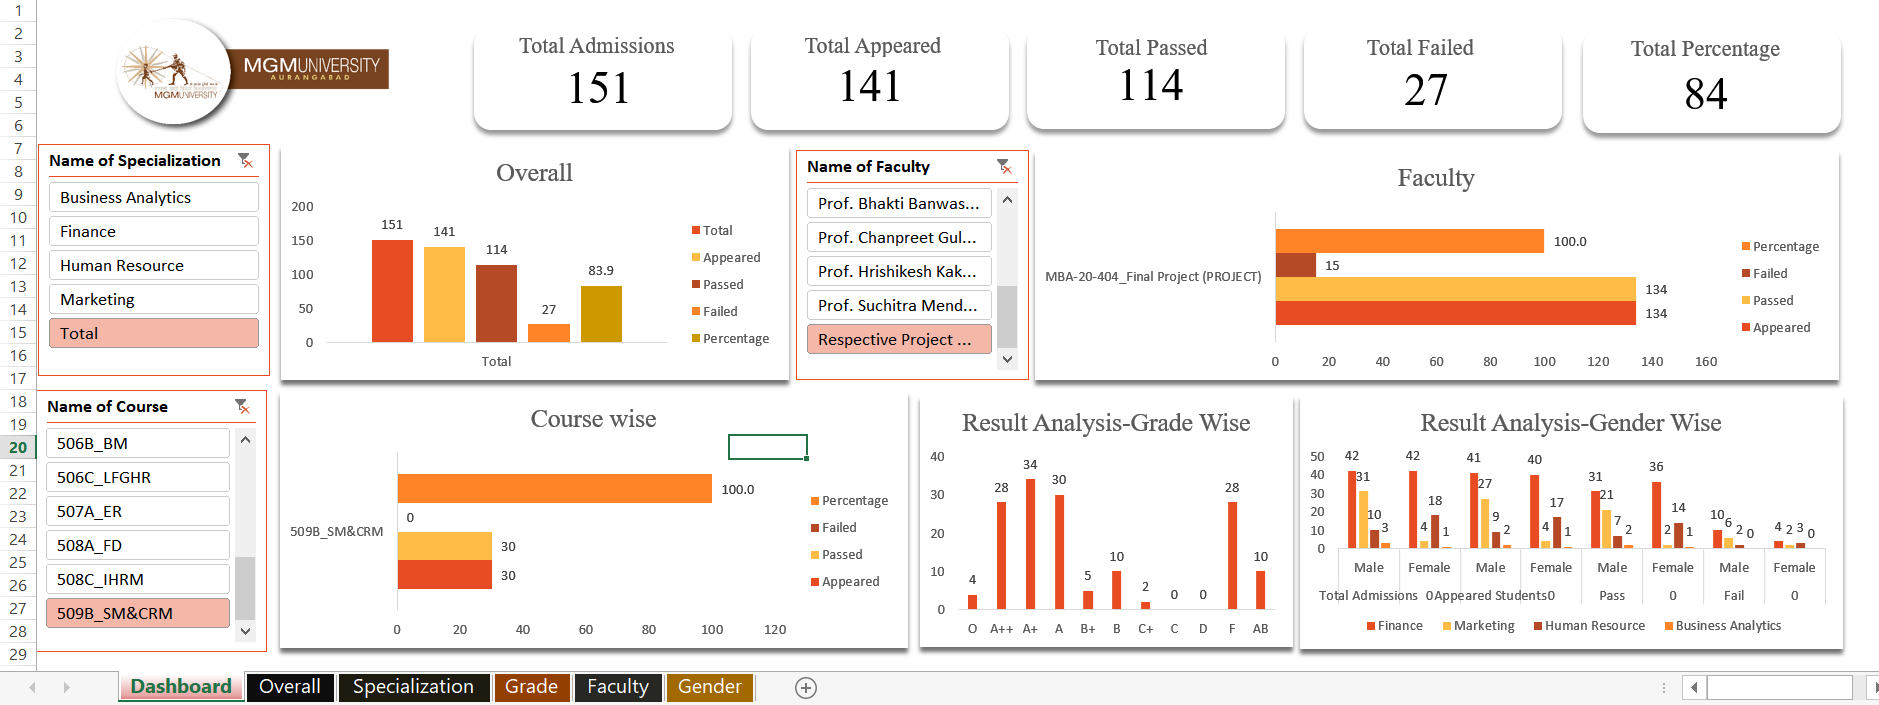 MGMUNIVERSITY
AURANGABAD
MGMUNIVERSITY
Total Admissions
151
Total Appeared
141
Total Passed
114
Total Failed
27
Total Percentage
84
Name of Specialization
Business Analytics
Finance
Human Resource
Marketing
Total
Overall
200
150
100
50
0
151
141
114
27
83.9
Total
Total
Appeared
Passed
Failed
Percentage
Name of Faculty
Prof. Bhakti Banwas...
Prof. Chanpreet Gul...
Prof. Hrishikesh Kak...
Prof. Suchitra Mend...
Respective Project ...
Faculty
MBA-20-404_Final Project (PROJECT)
100.0
15
134
134
0 20 40 60 80 100 120 140 160
Percentage
Failed
Passed
Appeared
Name of Course
506B_BM
506C_LFGHR
507A_ER
508A_FD
508C_IHRM
509B_SM&CRM
Course wise
509B_SM&CRM
100.0
0
30
30
0 20 40 60 80 100 120
Percentage
Failed
Passed
Appeared
Result Analysis-Grade Wise
40
30
20
10
0
4 28 34 30 5 10 2 0 0 28 10
O A++ A+ A B+ B C+ C D F AB
Result Analysis-Gender Wise
50
40
30
20
10
0
42 31 10 3 42 4 18 1 41 27 9 2 40 4 17 1 31 21 7 2 36 2 14 1 10 6 2 0 4 2 3 0
Male Female Male Female Male Female Male Female
Total Admissions 0 Appeared Students 0 Pass 0 Fail 0
Finance Marketing Human Resource Business Analytics
1
2
3
4
5
6
7
8
9
10
11
12
13
14
15
16
17
18
19
20
21
22
23
24
25
26
27
28
29
Dashboard Overall Specialization Grade Faculty Gender